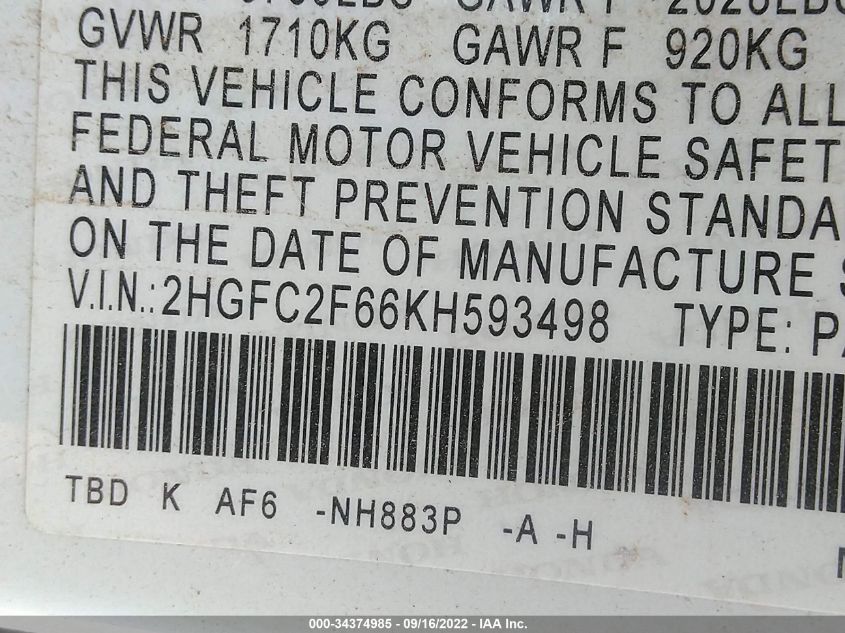 GVWR 1710KG GAWR F 920KG
THIS VEHICLE CONFORMS TO ALL
FEDERAL MOTOR VEHICLE SAFET
AND THEFT PREVENTION STANDA
ON THE DATE OF MANUFACTURE
V.I.N.:2HGFC2F66KH593498 TYPE: PA
TBD K AF6 -NH883P -A -H
000-34374985 / 09/16/2022 - IAA Inc.